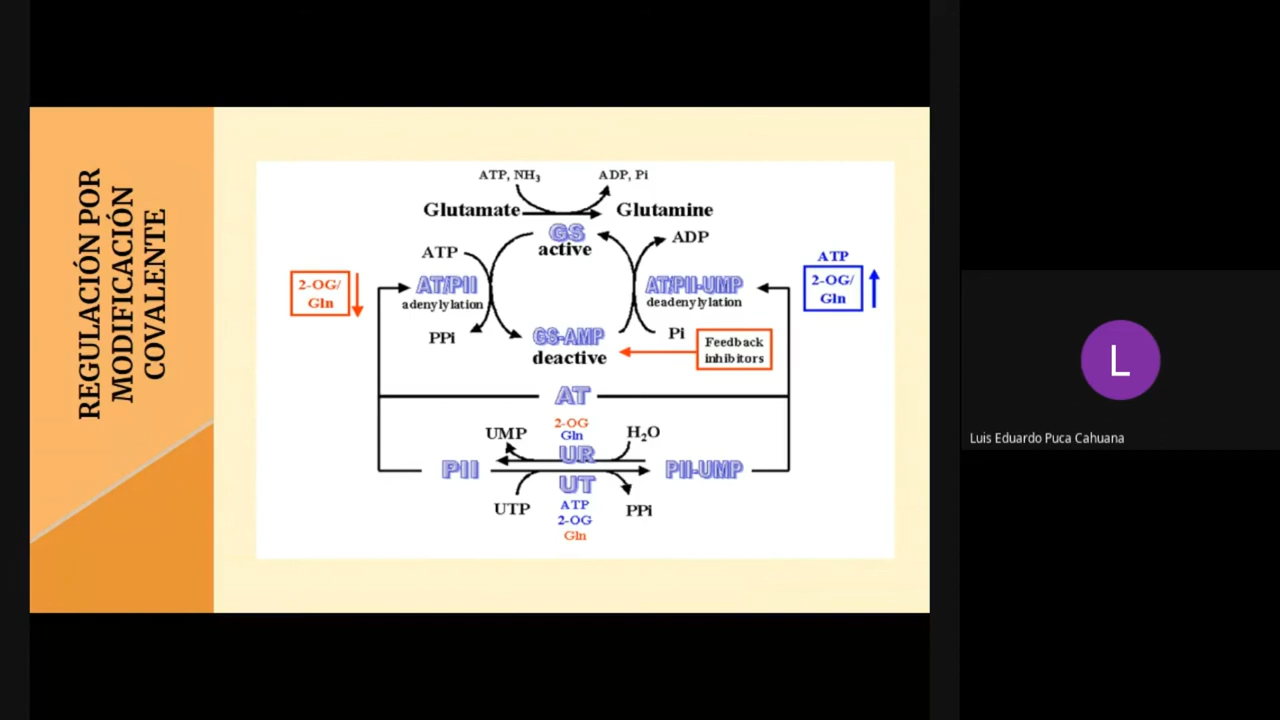 REGULACIÓN POR
MODIFICACIÓN
COVALENTE
ATP, NH3
ADP, Pi
Glutamate
Glutamine
GS
active
ATP
ADP
2-OG/
Gln
AT/PII
adenylylation
AT/PII-UMP
deadenylylation
ATP
2-OG/
Gln
PPi
GS-AMP
deactive
Pi
Feedback
inhibitors
AT
2-OG
Gln
UMP
H2O
UR
PII
PII-UMP
UT
UTP
ATP
2-OG
Gln
PPi
L
Luis Eduardo Puca Cahuana